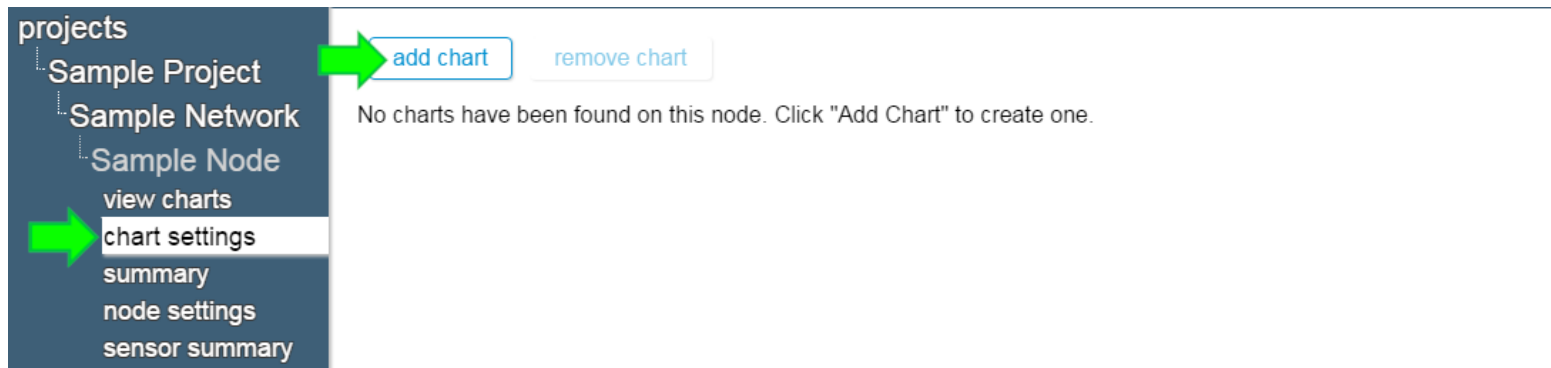 projects
Sample Project
Sample Network
Sample Node
view charts
chart settings
summary
node settings
sensor summary
add chart
remove chart
No charts have been found on this node. Click "Add Chart" to create one.